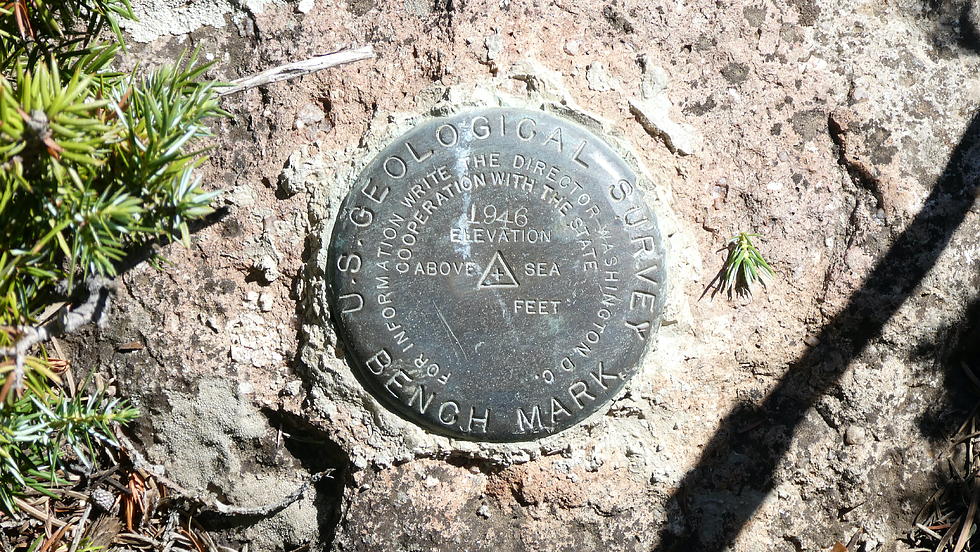 U.S. GEOLOGICAL SURVEY
FOR INFORMATION WRITE THE DIRECTOR, WASHINGTON, D.C.
COOPERATION WITH THE STATE
1946
ELEVATION
ABOVE SEA
FEET
BENCH MARK